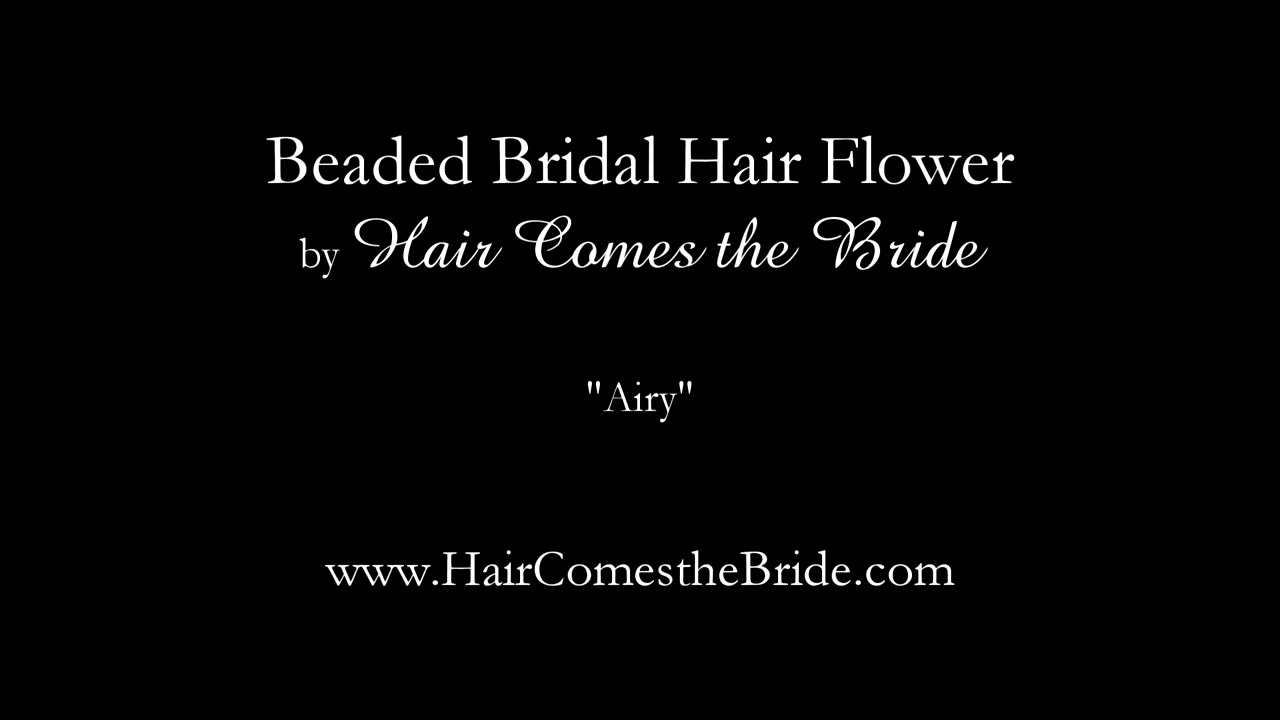 Beaded Bridal Hair Flower
by Hair Comes the Bride
"Airy"
www.HairComestheBride.com